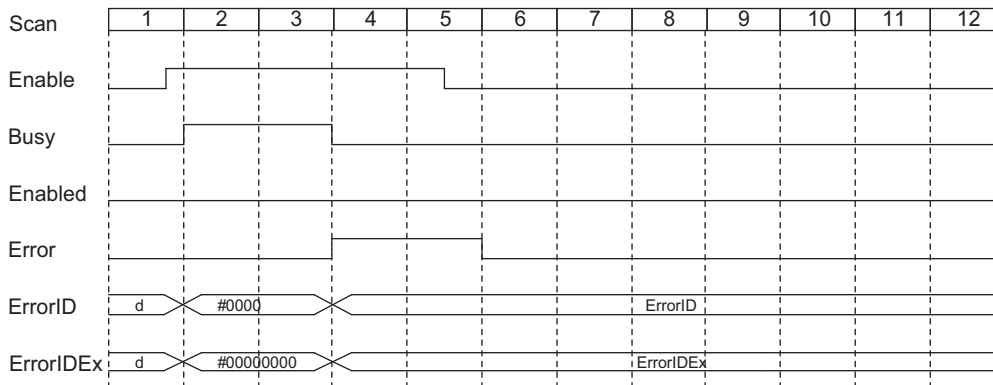 Scan 1 2 3 4 5 6 7 8 9 10 11 12
Enable
Busy
Enabled
Error
ErrorID d #0000 ErrorID
ErrorIDEx d #00000000 ErrorIDEx